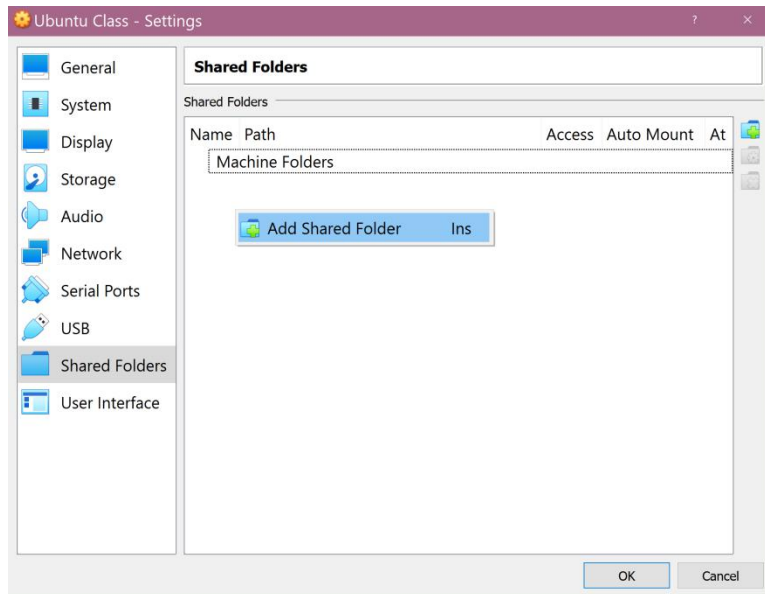 Ubuntu Class - Settings ? ×
General
System
Display
Storage
Audio
Network
Serial Ports
USB
Shared Folders
User Interface
Shared Folders
Shared Folders
Name Path Access Auto Mount At
Machine Folders
Add Shared Folder Ins
OK Cancel